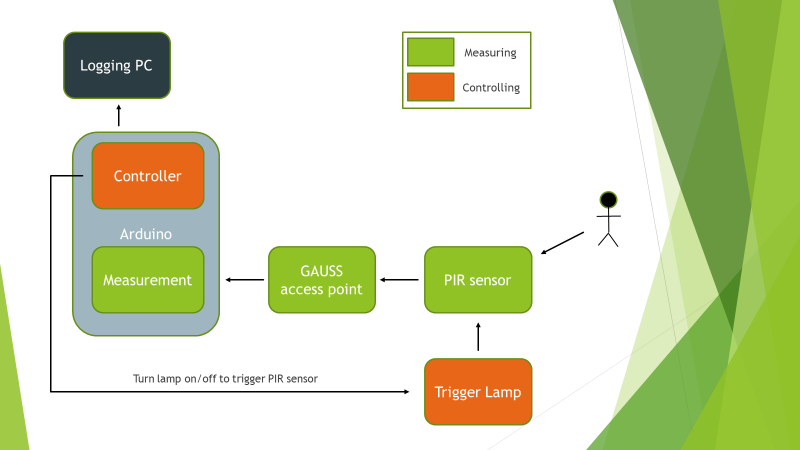 Logging PC
Measuring
Controlling
Controller
Arduino
Measurement
GAUSS
access point
PIR sensor
Turn lamp on/off to trigger PIR sensor
Trigger Lamp